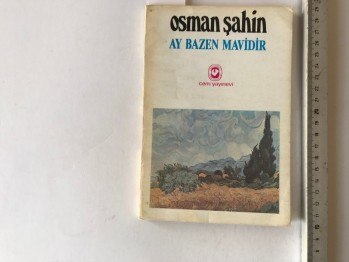 osman şahin
AY BAZEN MAVİDİR
cem yayınevi